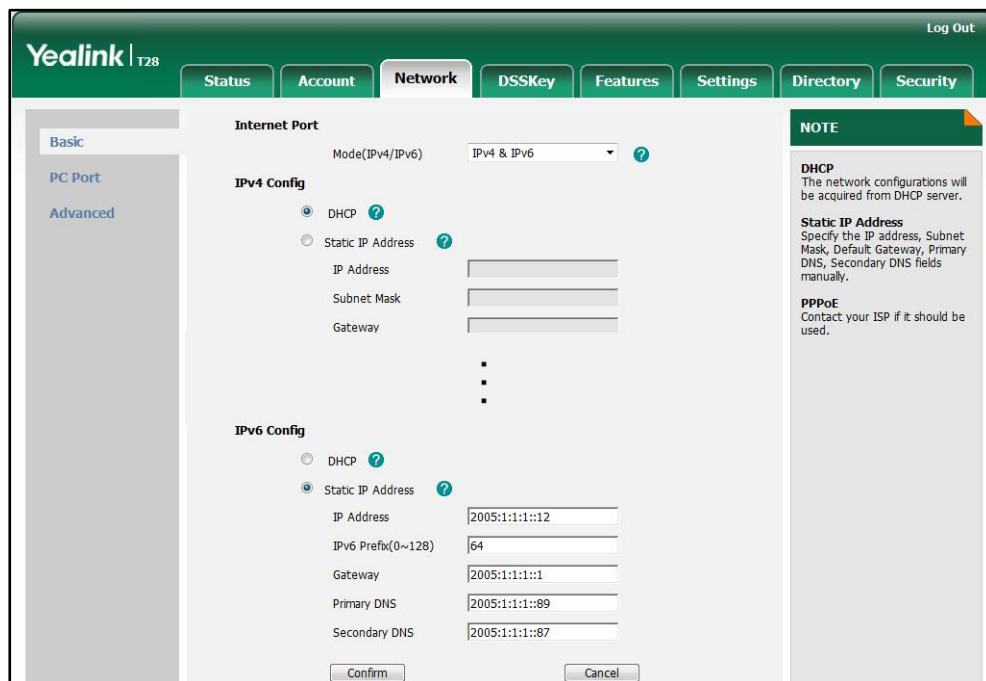 Log Out
Yealink | T28
Status Account Network DSSKey Features Settings Directory Security
Basic
PC Port
Advanced
Internet Port
Mode(IPv4/IPv6) IPv4 & IPv6 ?
IPv4 Config
DHCP ?
Static IP Address ?
IP Address
Subnet Mask
Gateway
IPv6 Config
DHCP ?
Static IP Address ?
IP Address 2005:1:1:1::12
IPv6 Prefix(0~128) 64
Gateway 2005:1:1:1::1
Primary DNS 2005:1:1:1::89
Secondary DNS 2005:1:1:1::87
Confirm Cancel
NOTE
DHCP
The network configurations will
be acquired from DHCP server.
Static IP Address
Specify the IP address, Subnet
Mask, Default Gateway, Primary
DNS, Secondary DNS fields
manually.
PPPoE
Contact your ISP if it should be
used.